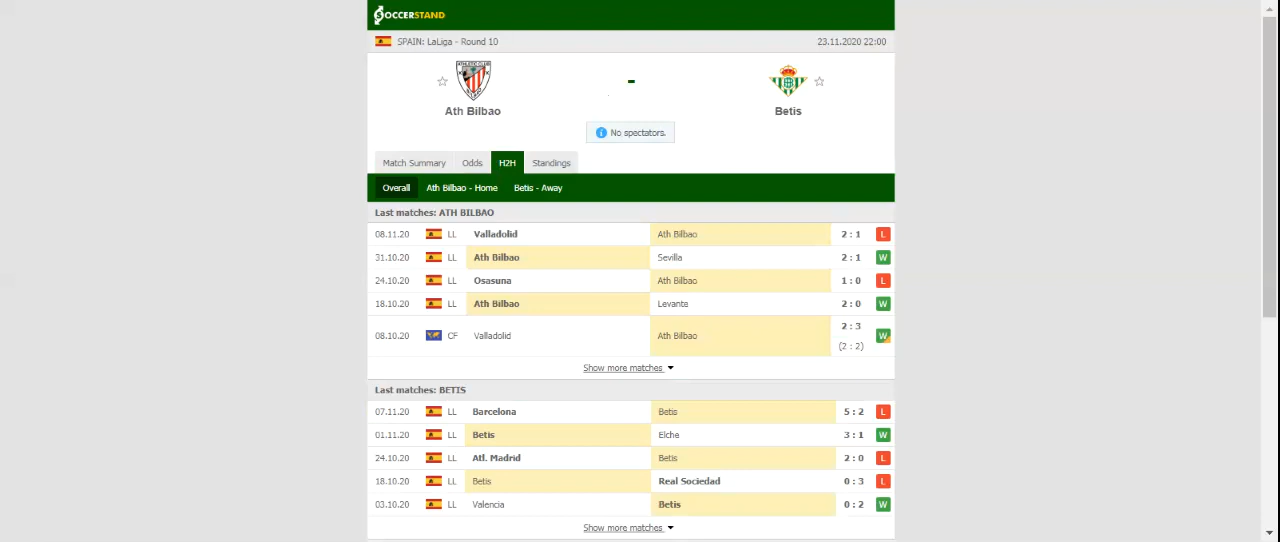 SOCCERSTAND
SPAIN: LaLiga - Round 10 23.11.2020 22:00
-
Ath Bilbao Betis
No spectators.
Match Summary Odds H2H Standings
Overall Ath Bilbao - Home Betis - Away
Last matches: ATH BILBAO
08.11.20 LL Valladolid Ath Bilbao 2 : 1 L
31.10.20 LL Ath Bilbao Sevilla 2 : 1 W
24.10.20 LL Osasuna Ath Bilbao 1 : 0 L
18.10.20 LL Ath Bilbao Levante 2 : 0 W
08.10.20 CF Valladolid Ath Bilbao 2 : 3 W
(2 : 2)
Show more matches
Last matches: BETIS
07.11.20 LL Barcelona Betis 5 : 2 L
01.11.20 LL Betis Elche 3 : 1 W
24.10.20 LL Atl. Madrid Betis 2 : 0 L
18.10.20 LL Betis Real Sociedad 0 : 3 L
03.10.20 LL Valencia Betis 0 : 2 W
Show more matches